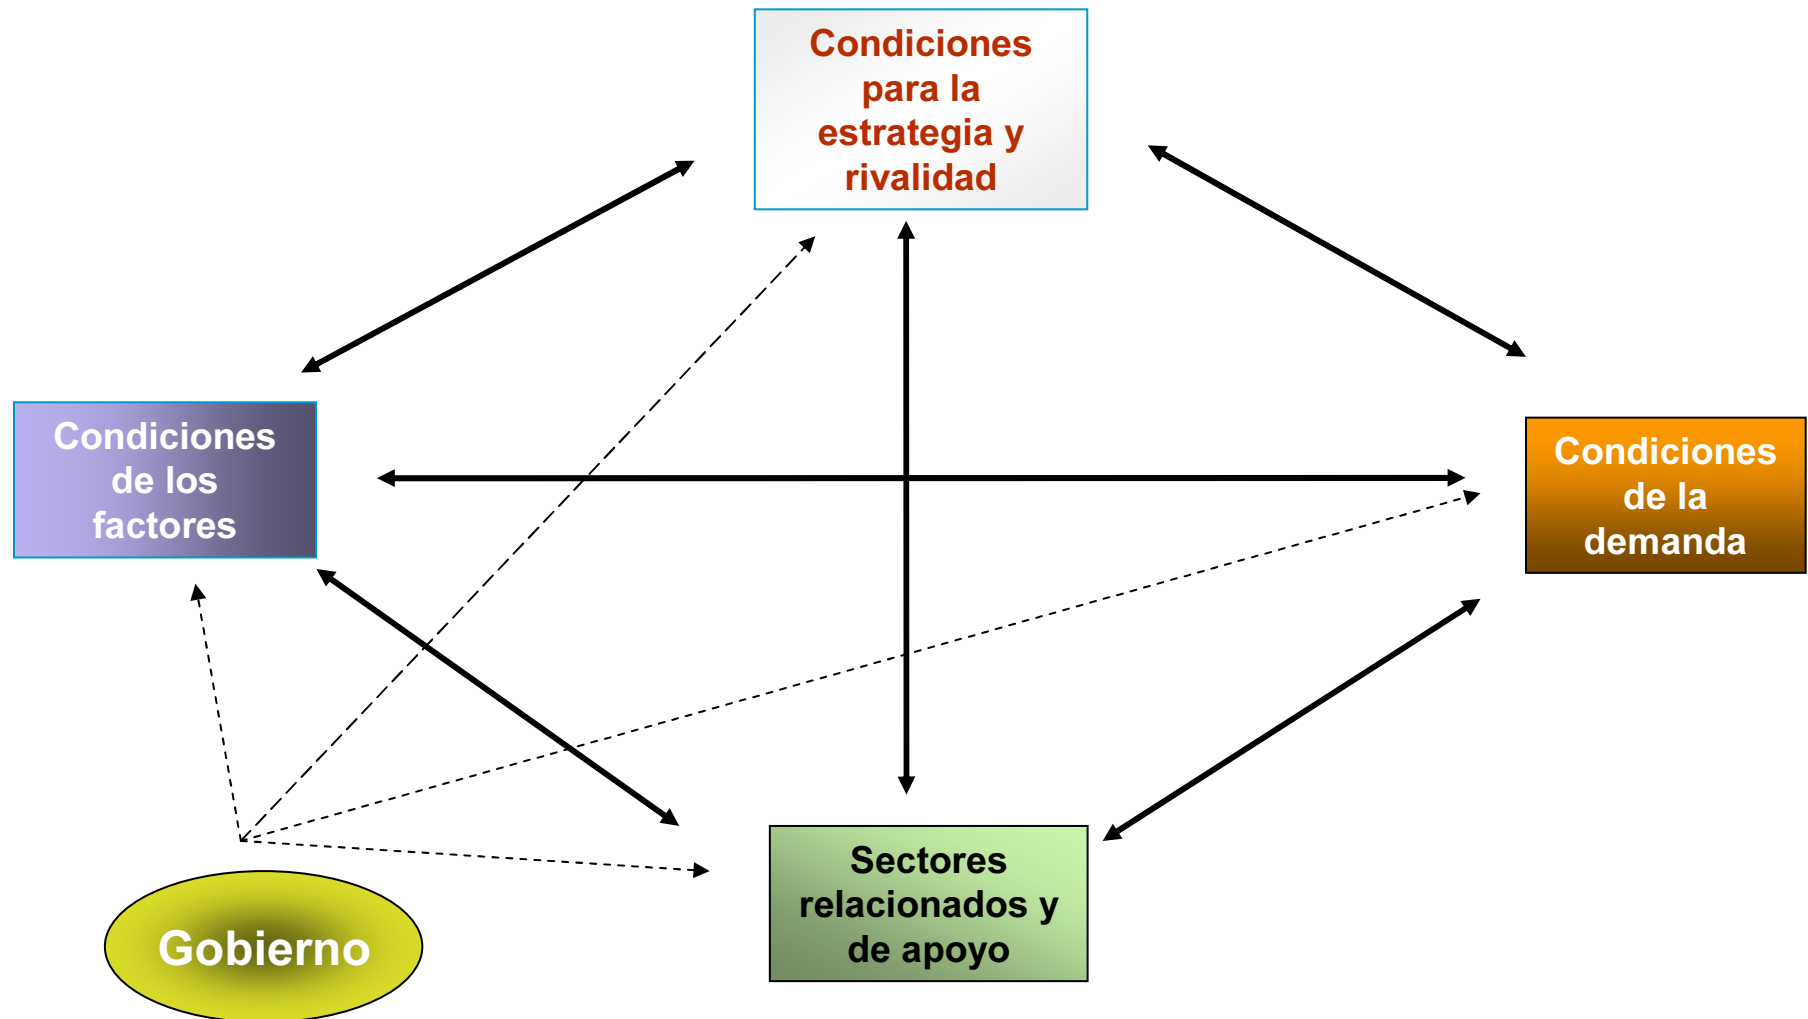 Condiciones
para la
estrategia y
rivalidad
Condiciones
de los
factores
Condiciones
de la
demanda
Sectores
relacionados y
de apoyo
Gobierno